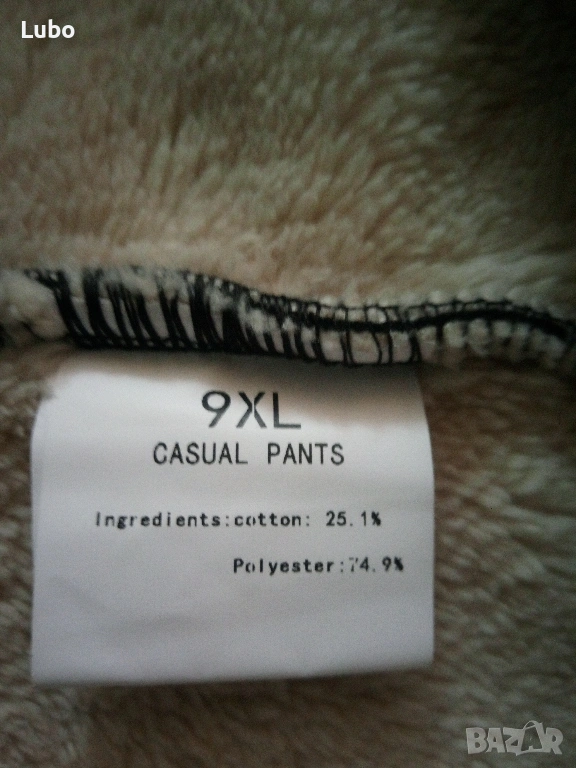 Lubo
9XL
CASUAL PANTS
Ingredients:cotton: 25.1%
Polyester:74.9%
BAZAR